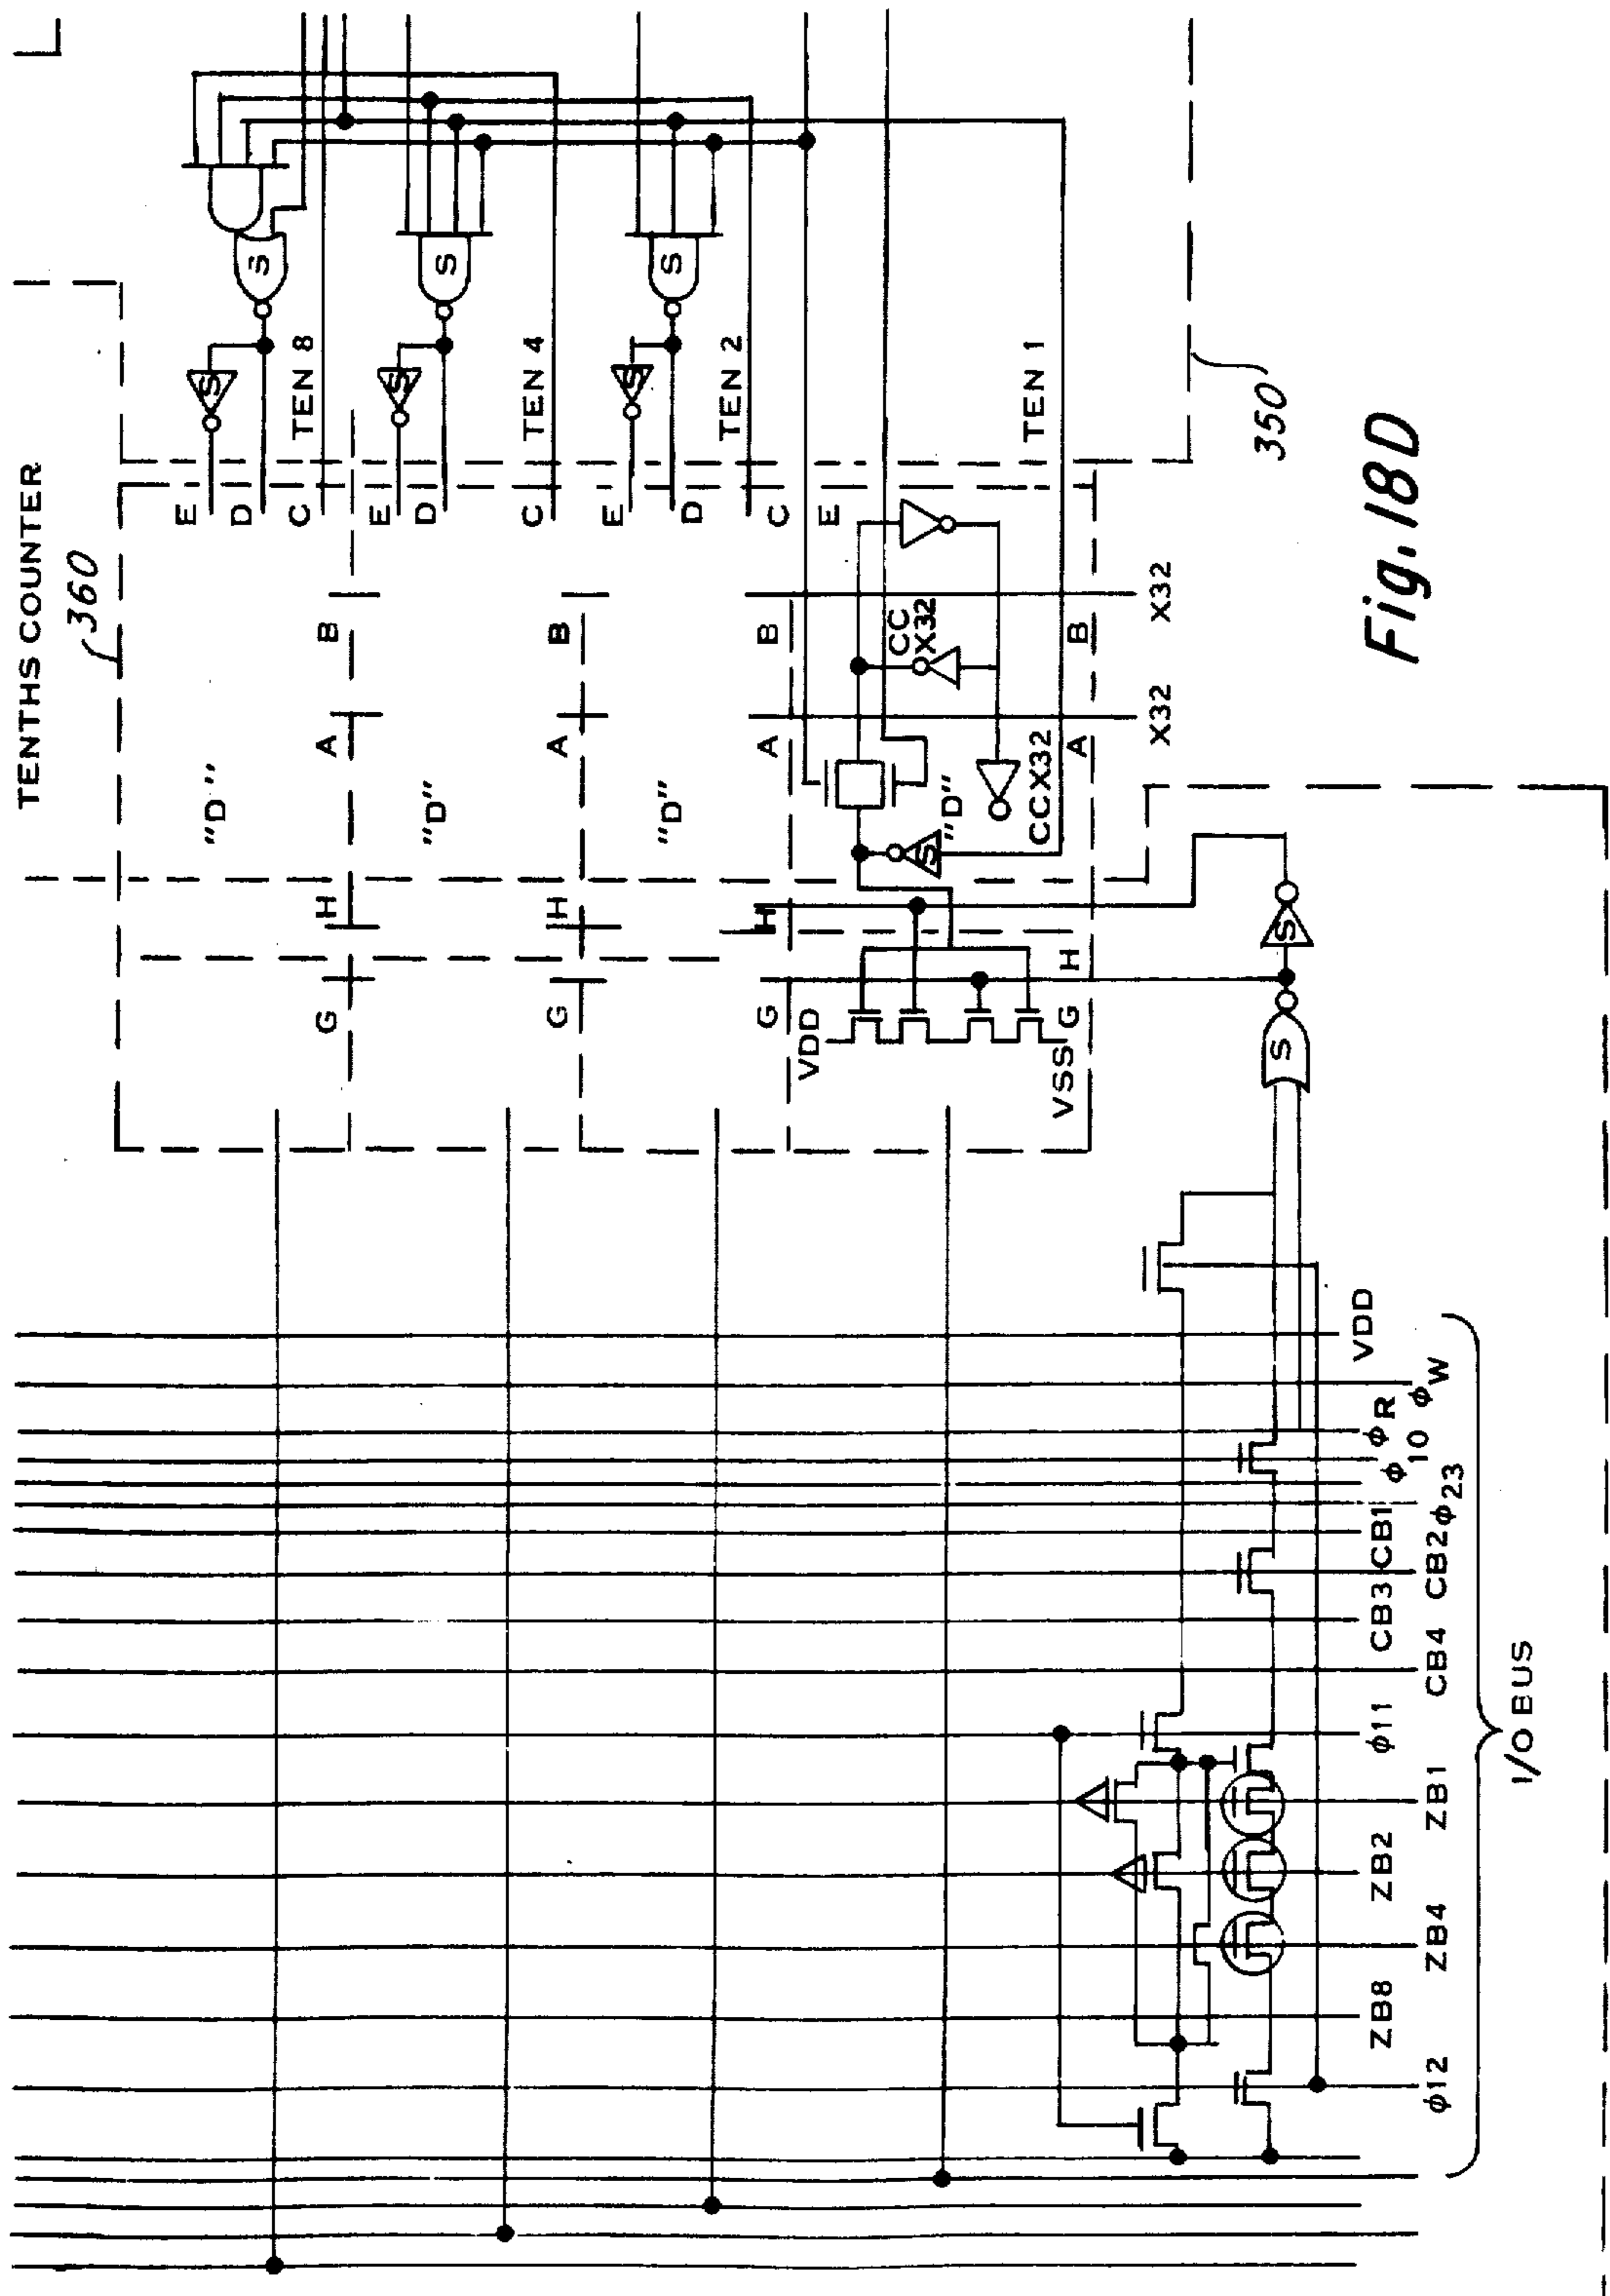 TENTHS COUNTER
360
E
D
C
TEN 8
S
S
E
D
C
TEN 4
S
S
E
D
C
TEN 2
S
S
E
TEN 1
"D"
"D"
"D"
"D"
A
B
A
B
A
B
A
B
H
G
H
G
H
G
H
G
CC
X32
CCX32
X32
X32
S
VDD
VSS
S
S
350
Fig. 18D
VDD
φW
φR
φ10
φ23
CB1
CB2
CB3
CB4
φ11
ZB1
ZB2
ZB4
ZB8
φ12
I/O BUS